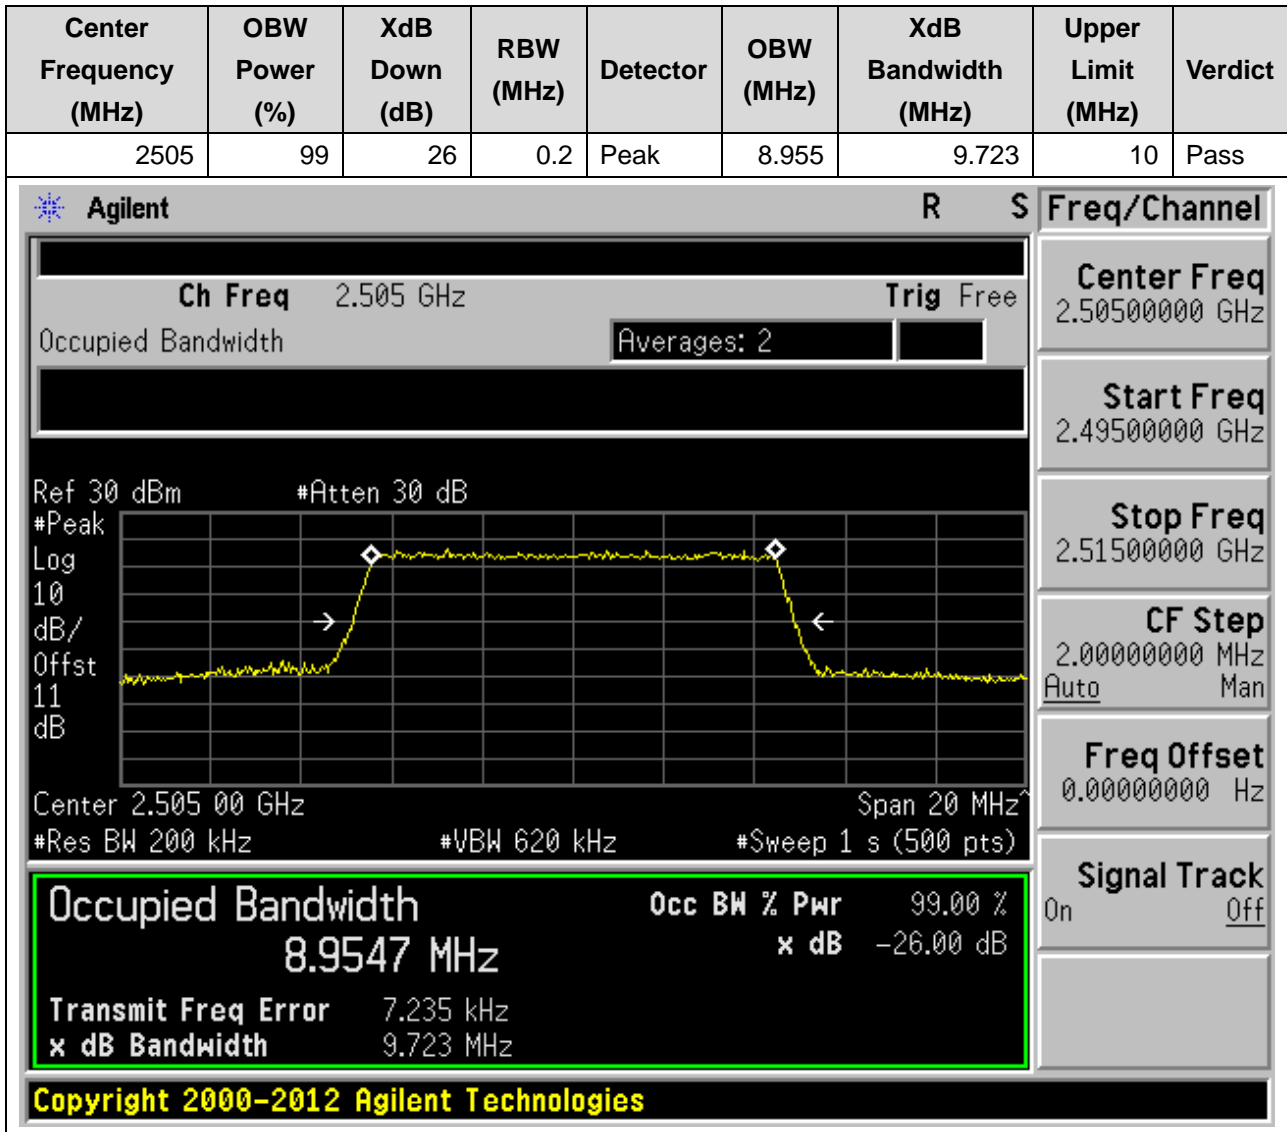 Center Frequency (MHz) OBW Power (%) XdB Down (dB) RBW (MHz) Detector OBW (MHz) XdB Bandwidth (MHz) Upper Limit (MHz) Verdict
2505 99 26 0.2 Peak 8.955 9.723 10 Pass
Agilent R S Freq/Channel
Ch Freq 2.505 GHz Trig Free
Occupied Bandwidth Averages: 2
Center Freq
2.50500000 GHz
Start Freq
2.49500000 GHz
Stop Freq
2.51500000 GHz
CF Step
2.00000000 MHz
Auto Man
Freq Offset
0.00000000 Hz
Signal Track
On Off
Ref 30 dBm #Atten 30 dB
#Peak
Log
10
dB/
Offst
11
dB
Center 2.505 00 GHz Span 20 MHz^
#Res BW 200 kHz #VBW 620 kHz #Sweep 1 s (500 pts)
Occupied Bandwidth Occ BW % Pwr 99.00 %
8.9547 MHz x dB -26.00 dB
Transmit Freq Error 7.235 kHz
x dB Bandwidth 9.723 MHz
Copyright 2000-2012 Agilent Technologies